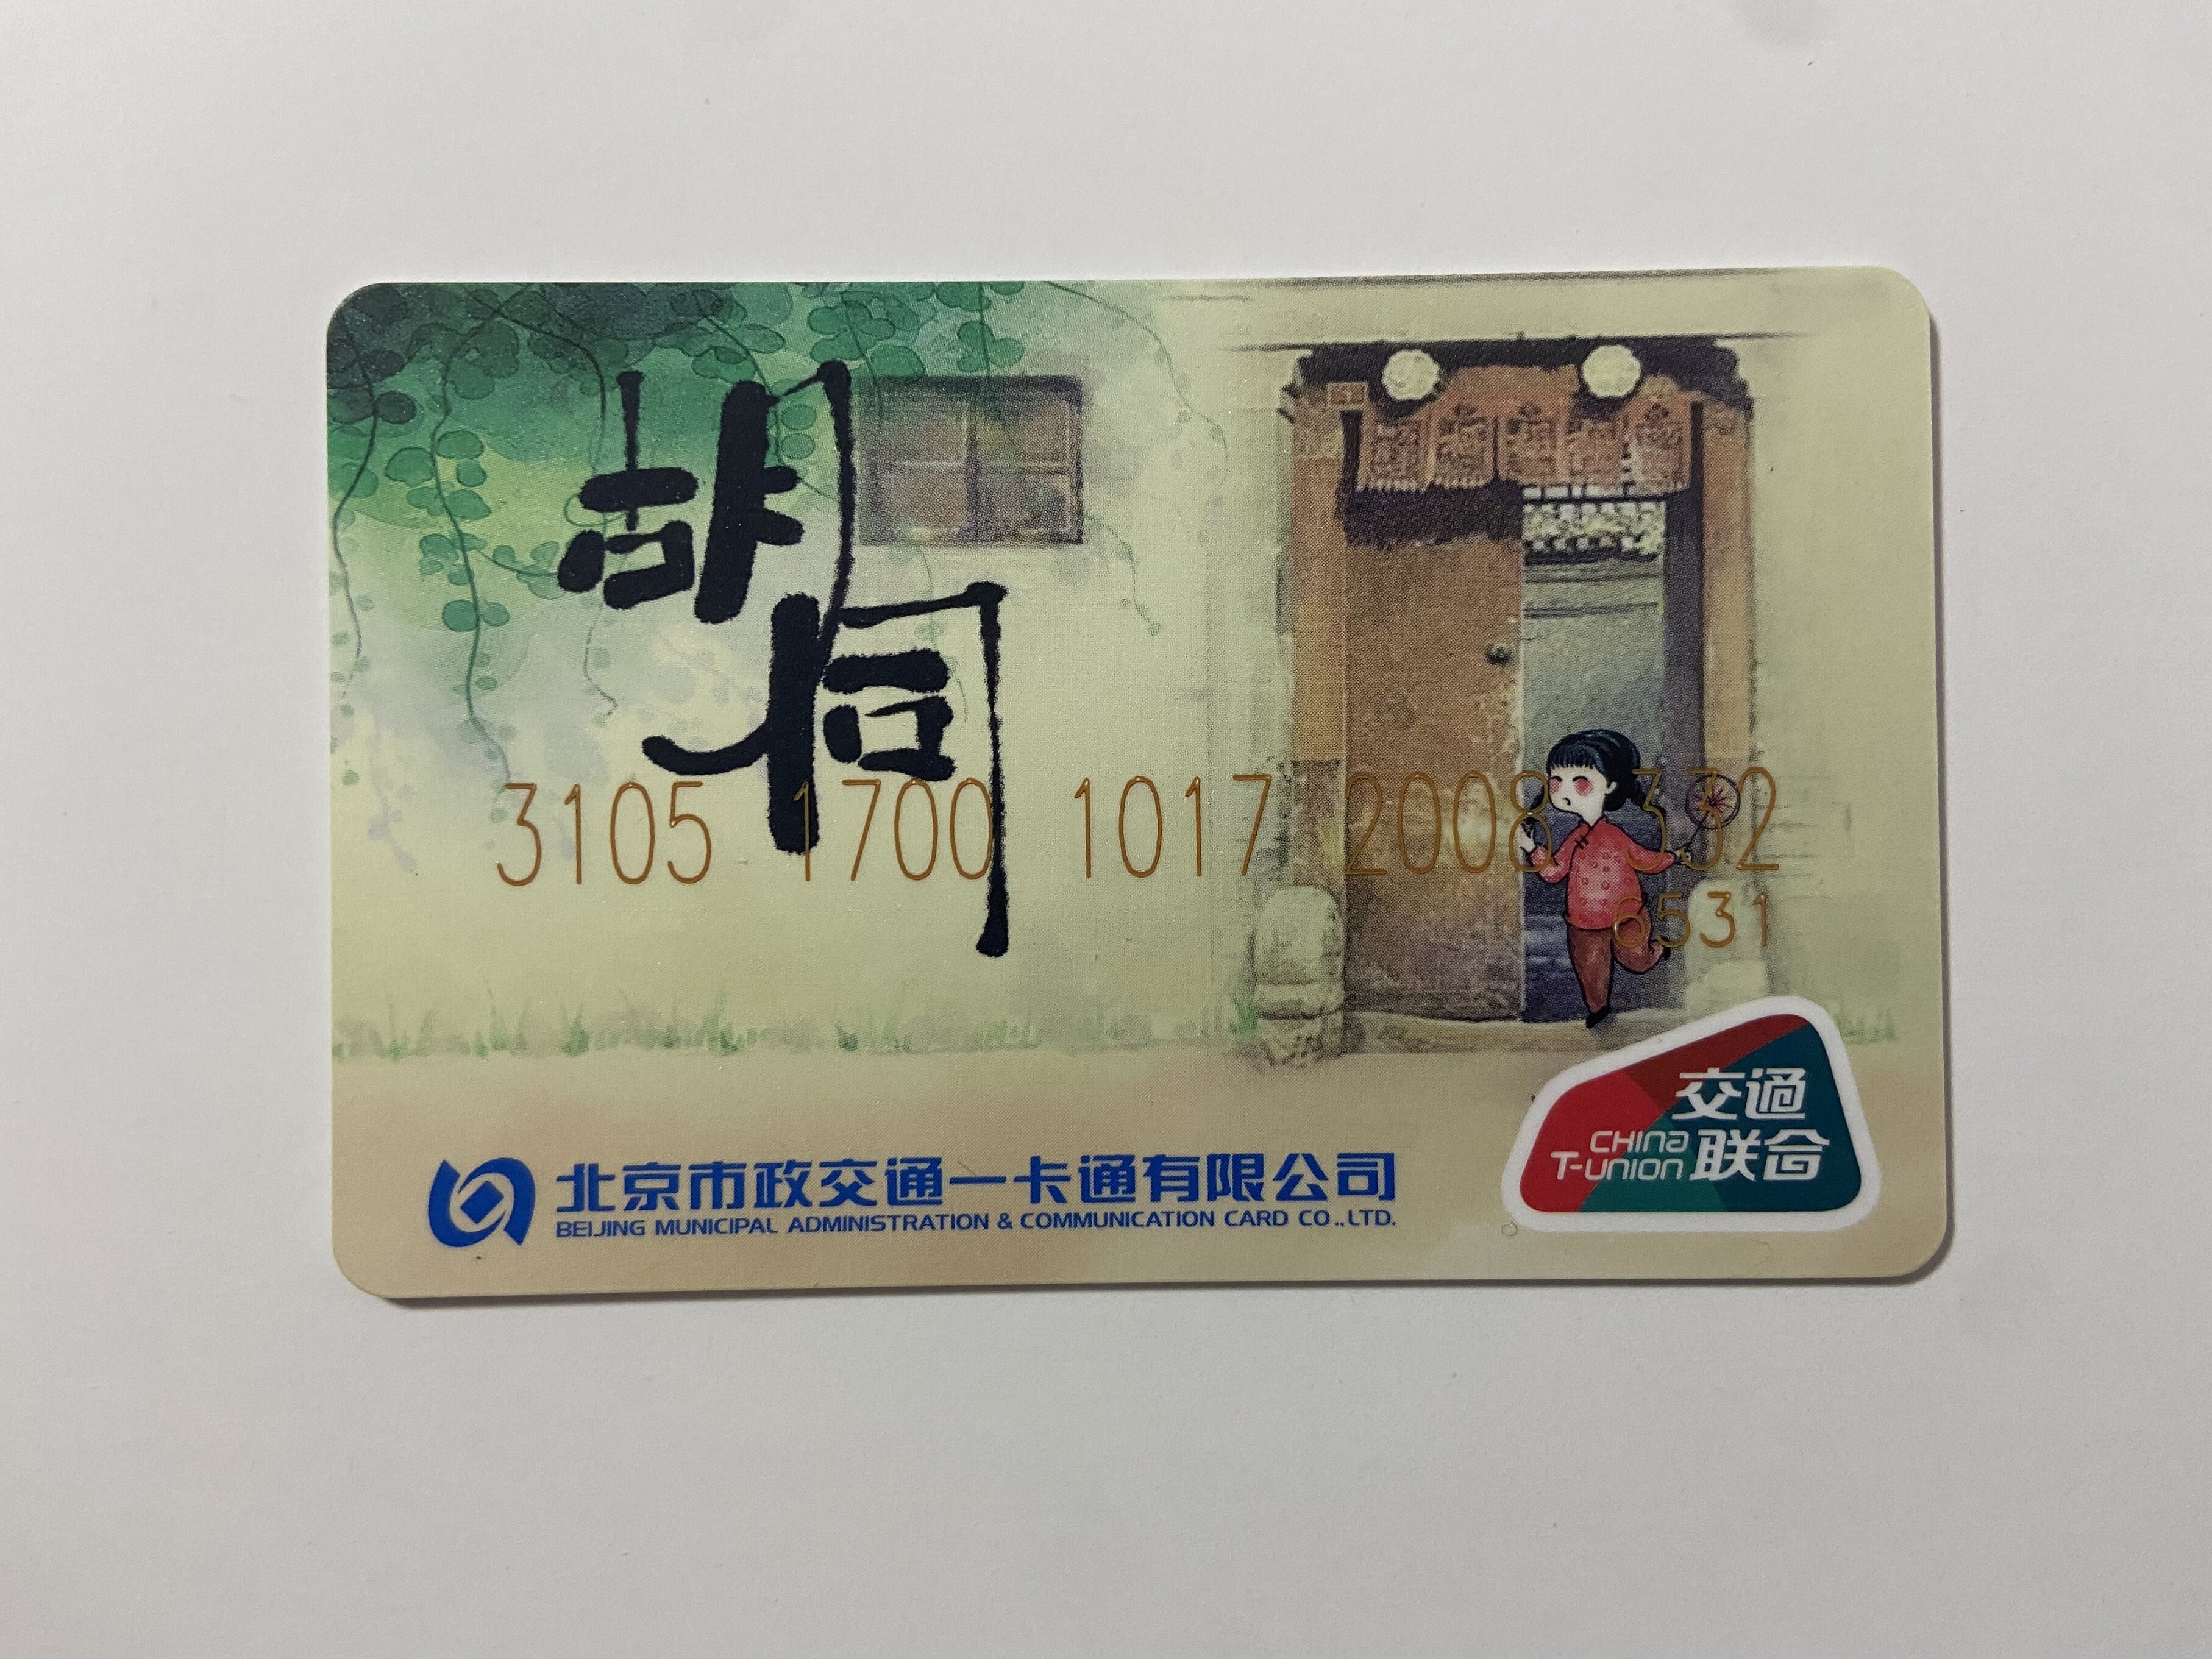 胡同
3105 1700 1017 2008 332
6531
交通
CHINA 联合
T-UNION
北京市政交通一卡通有限公司
BEIJING MUNICIPAL ADMINISTRATION & COMMUNICATION CARD CO.,LTD.